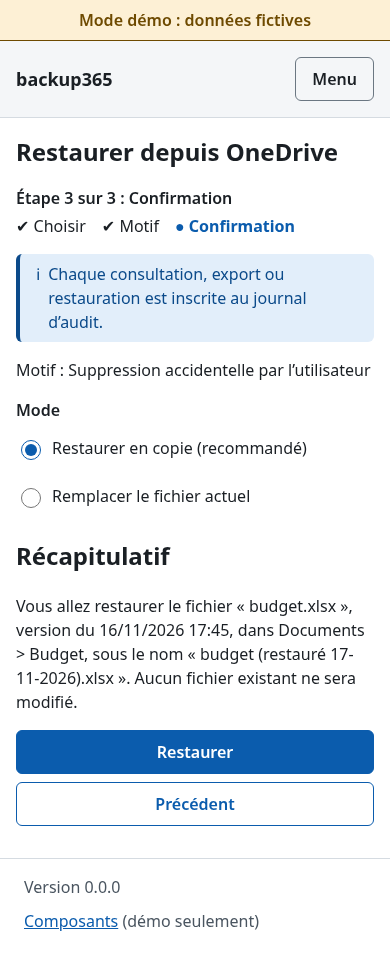 Mode démo : données fictives
backup365
Menu
Restaurer depuis OneDrive
Étape 3 sur 3 : Confirmation
✔ Choisir ✔ Motif ● Confirmation
i Chaque consultation, export ou
restauration est inscrite au journal
d’audit.
Motif : Suppression accidentelle par l’utilisateur
Mode
Restaurer en copie (recommandé)
Remplacer le fichier actuel
Récapitulatif
Vous allez restaurer le fichier « budget.xlsx »,
version du 16/11/2026 17:45, dans Documents
> Budget, sous le nom « budget (restauré 17-
11-2026).xlsx ». Aucun fichier existant ne sera
modifié.
Restaurer
Précédent
Version 0.0.0
Composants (démo seulement)